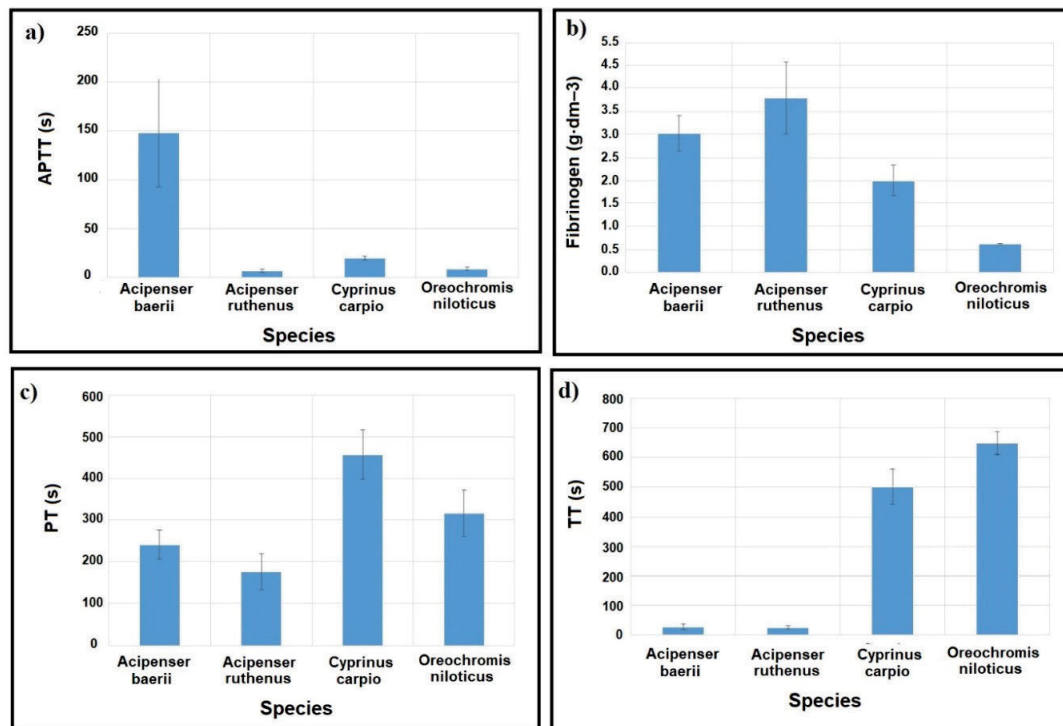 a)
APTT (s)
250
200
150
100
50
0
Acipenser
baerii
Acipenser
ruthenus
Cyprinus
carpio
Oreochromis
niloticus
Species
b)
Fibrinogen (g·dm–3)
5.5
4.5
4.0
3.5
3.0
2.5
2.0
1.5
1.0
0.5
0.0
Acipenser
baerii
Acipenser
ruthenus
Cyprinus
carpio
Oreochromis
niloticus
Species
c)
PT (s)
600
500
400
300
200
100
0
Acipenser
baerii
Acipenser
ruthenus
Cyprinus
carpio
Oreochromis
niloticus
Species
d)
TT (s)
800
700
600
500
400
300
200
100
0
Acipenser
baerii
Acipenser
ruthenus
Cyprinus
carpio
Oreochromis
niloticus
Species